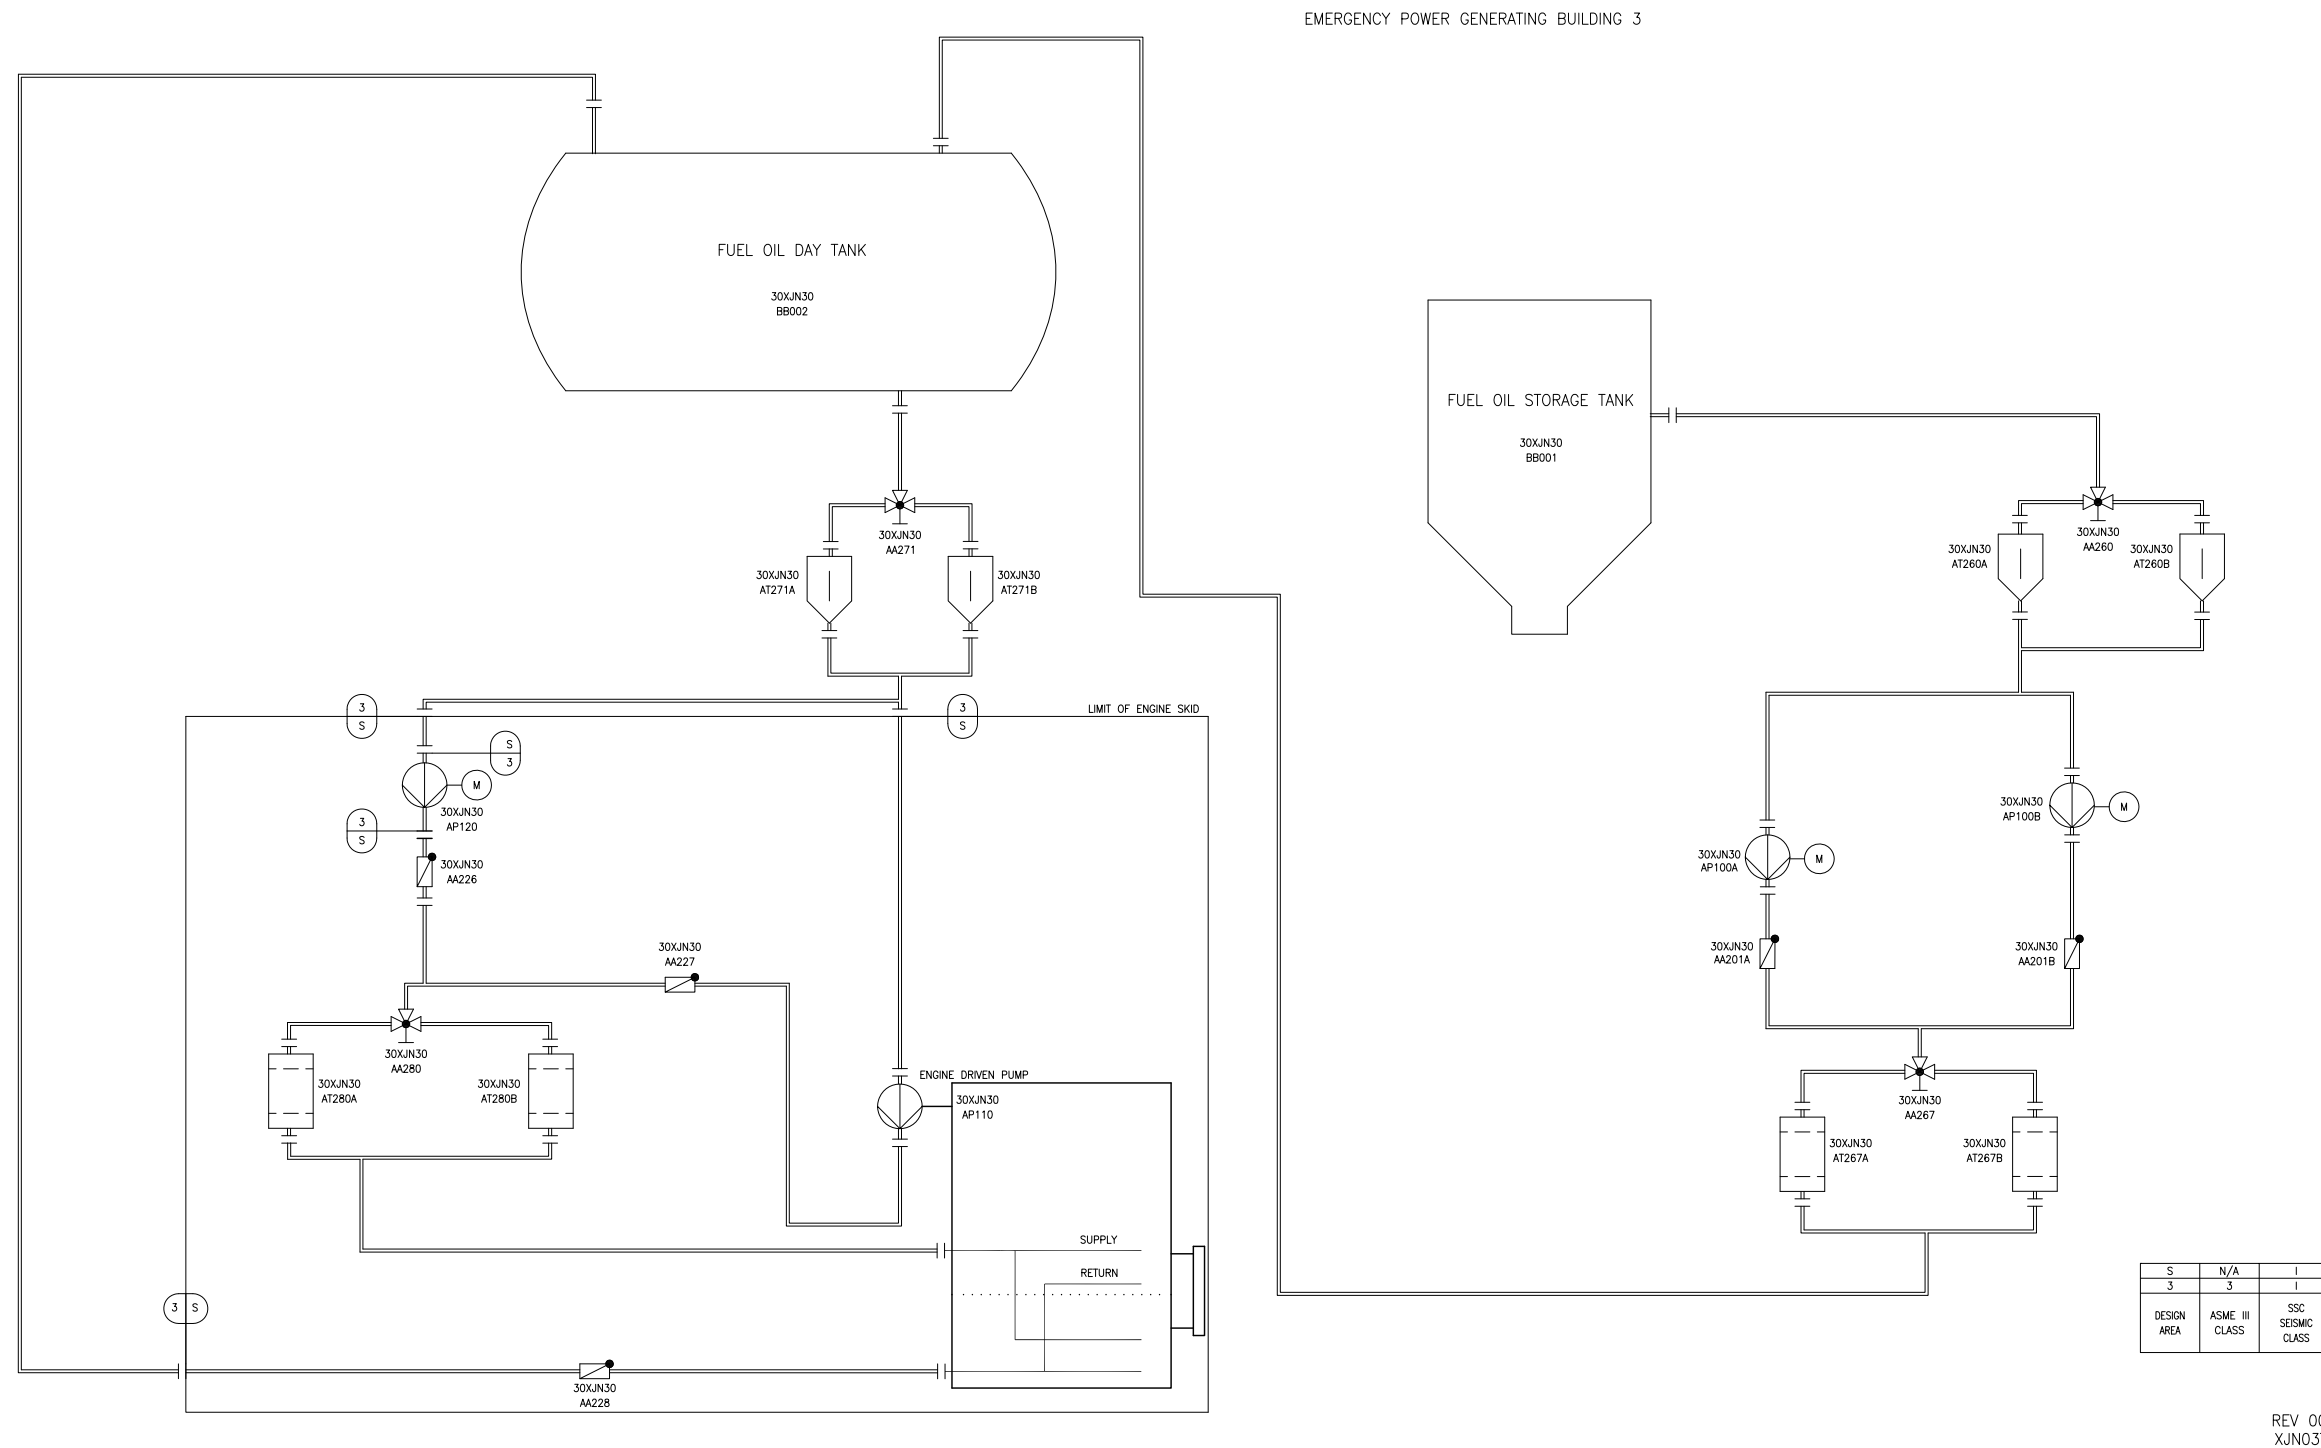 EMERGENCY POWER GENERATING BUILDING 3
FUEL OIL DAY TANK
30XJN30
BB002
FUEL OIL STORAGE TANK
30XJN30
BB001
30XJN30
AA271
30XJN30
AT271A
30XJN30
AT271B
30XJN30
AA260
30XJN30
AT260A
30XJN30
AT260B
3
S
3
S
LIMIT OF ENGINE SKID
S
3
M
30XJN30
AP120
3
S
30XJN30
AA226
30XJN30
AP100B
M
30XJN30
AP100A
M
30XJN30
AA227
30XJN30
AA201A
30XJN30
AA201B
30XJN30
AA280
30XJN30
AT280A
30XJN30
AT280B
ENGINE DRIVEN PUMP
30XJN30
AP110
30XJN30
AA267
30XJN30
AT267A
30XJN30
AT267B
SUPPLY
RETURN
3 S
30XJN30
AA228
S N/A I
3 3 I
DESIGN AREA
ASME III CLASS
SSC SEISMIC CLASS
REV